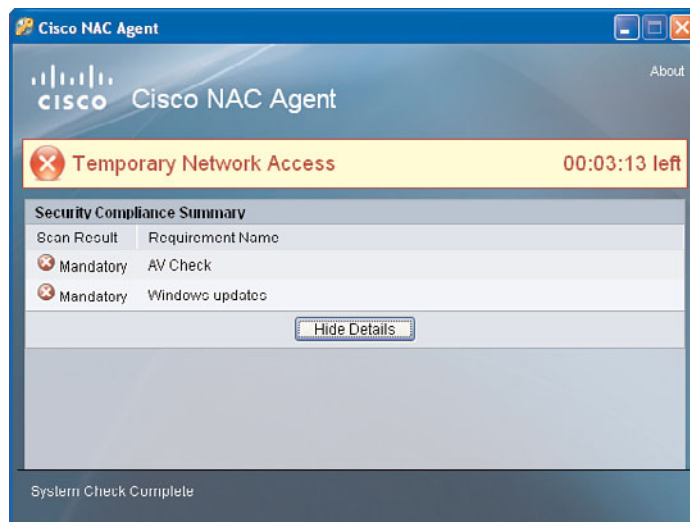 Cisco NAC Agent
About
CISCO Cisco NAC Agent
Temporary Network Access 00:03:13 left
Security Compliance Summary
Scan Result Requirement Name
Mandatory AV Check
Mandatory Windows updates
Hide Details
System Check Complete